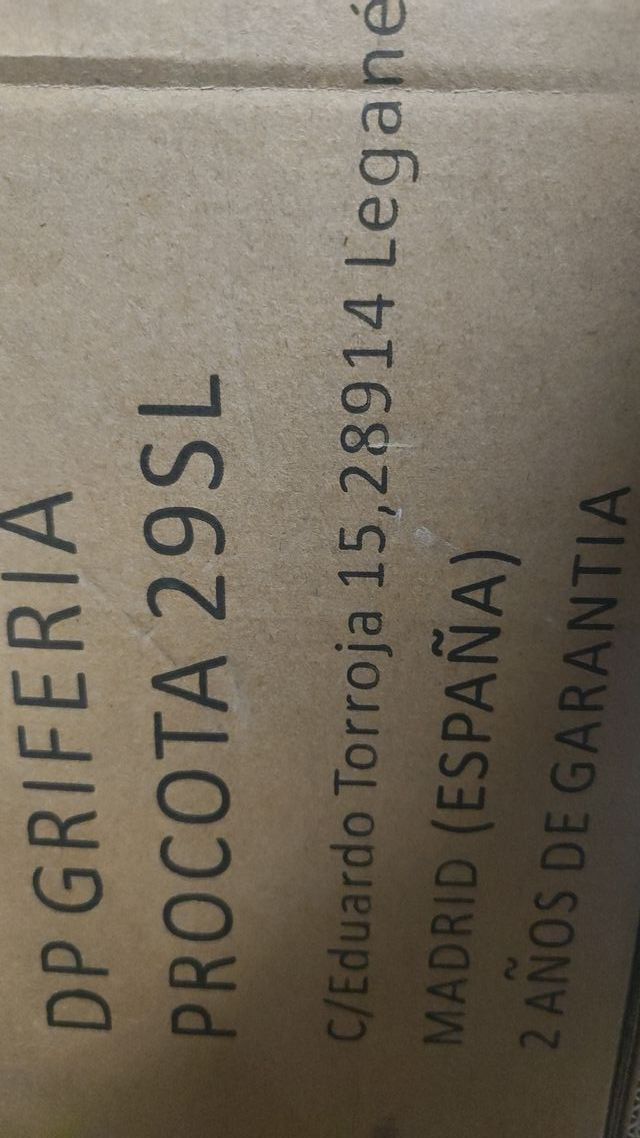 DP GRIFERIA
PROCOTA 29SL
C/Eduardo Torroja 15,28914 Legané
MADRID (ESPAÑA)
2 AÑOS DE GARANTIA